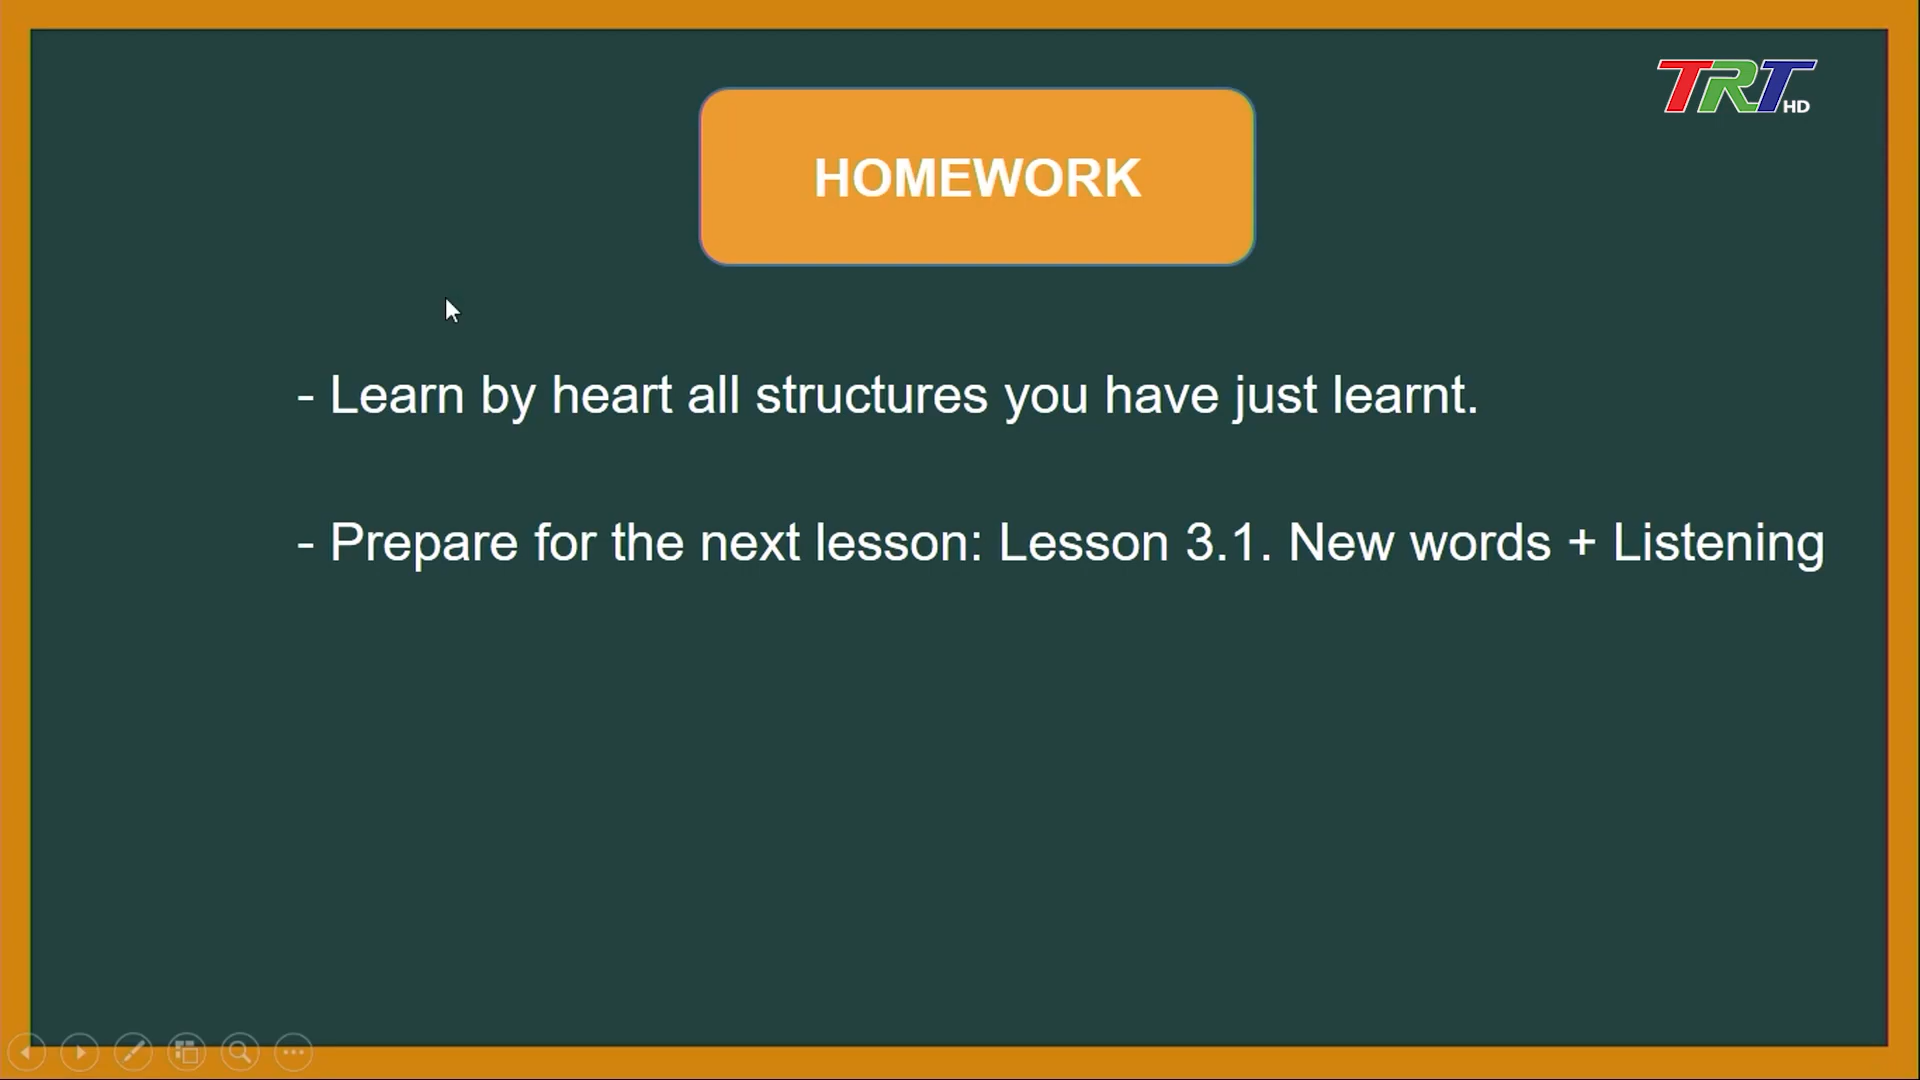 TRT HD
HOMEWORK
- Learn by heart all structures you have just learnt.
- Prepare for the next lesson: Lesson 3.1. New words + Listening